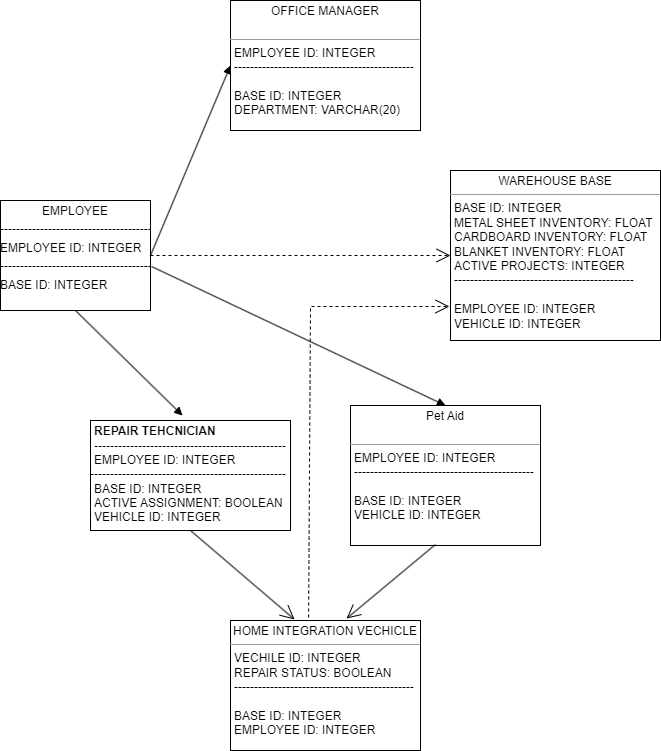 OFFICE MANAGER
EMPLOYEE ID: INTEGER
BASE ID: INTEGER
DEPARTMENT: VARCHAR(20)
WAREHOUSE BASE
BASE ID: INTEGER
METAL SHEET INVENTORY: FLOAT
CARDBOARD INVENTORY: FLOAT
BLANKET INVENTORY: FLOAT
ACTIVE PROJECTS: INTEGER
EMPLOYEE ID: INTEGER
VEHICLE ID: INTEGER
EMPLOYEE
EMPLOYEE ID: INTEGER
BASE ID: INTEGER
REPAIR TEHCNICIAN
EMPLOYEE ID: INTEGER
BASE ID: INTEGER
ACTIVE ASSIGNMENT: BOOLEAN
VEHICLE ID: INTEGER
Pet Aid
EMPLOYEE ID: INTEGER
BASE ID: INTEGER
VEHICLE ID: INTEGER
HOME INTEGRATION VECHICLE
VECHILE ID: INTEGER
REPAIR STATUS: BOOLEAN
BASE ID: INTEGER
EMPLOYEE ID: INTEGER